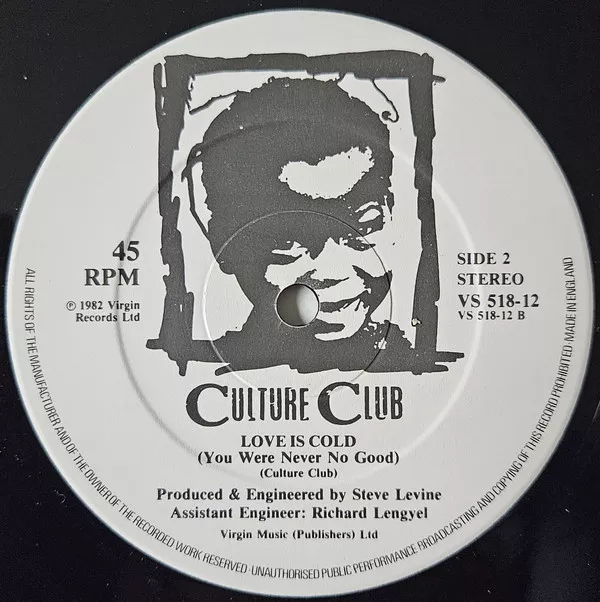 45
RPM
℗ 1982 Virgin
Records Ltd
SIDE 2
STEREO
VS 518-12
VS 518-12 B
CULTURE CLUB
LOVE IS COLD
(You Were Never No Good)
(Culture Club)
Produced & Engineered by Steve Levine
Assistant Engineer: Richard Lengyel
Virgin Music (Publishers) Ltd
ALL RIGHTS OF THE MANUFACTURER AND OF THE OWNER OF THE RECORDED WORK RESERVED · UNAUTHORISED PUBLIC PERFORMANCE BROADCASTING AND COPYING OF THIS RECORD PROHIBITED · MADE IN ENGLAND